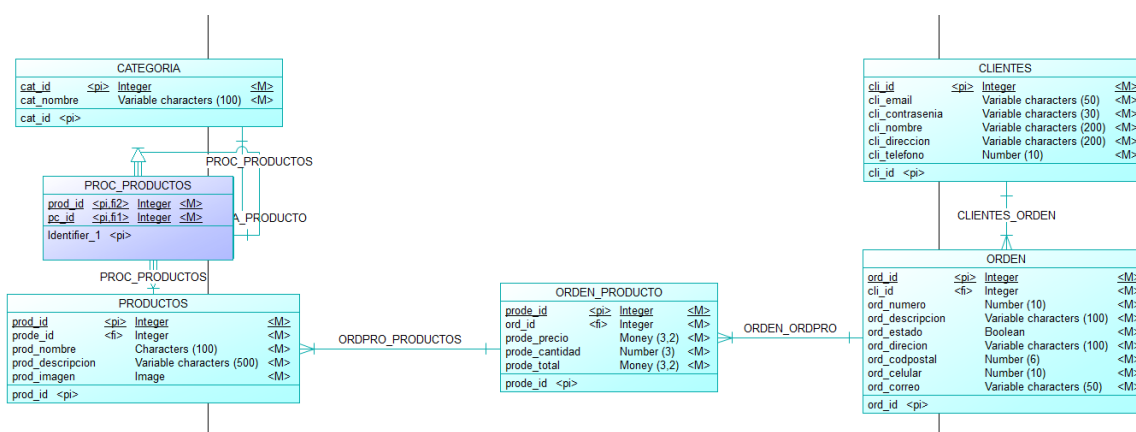 CATEGORIA
cat_id <pi> Integer <M>
cat_nombre Variable characters (100) <M>
cat_id <pi>
PROC_PRODUCTOS
PROC_PRODUCTOS
prod_id <pi,fi2> Integer <M>
pc_id <pi,fi1> Integer <M>
Identifier_1 <pi>
A_PRODUCTO
PROC_PRODUCTOS
PRODUCTOS
prod_id <pi> Integer <M>
prode_id <fi> Integer <M>
prod_nombre Characters (100) <M>
prod_descripcion Variable characters (500) <M>
prod_imagen Image <M>
prod_id <pi>
ORDPRO_PRODUCTOS
ORDEN_PRODUCTO
prode_id <pi> Integer <M>
ord_id <fi> Integer <M>
prode_precio Money (3,2) <M>
prode_cantidad Number (3) <M>
prode_total Money (3,2) <M>
prode_id <pi>
ORDEN_ORDPRO
CLIENTES
cli_id <pi> Integer <M>
cli_email Variable characters (50) <M>
cli_contrasenia Variable characters (30) <M>
cli_nombre Variable characters (200) <M>
cli_direccion Variable characters (200) <M>
cli_telefono Number (10) <M>
cli_id <pi>
CLIENTES_ORDEN
ORDEN
ord_id <pi> Integer <M>
cli_id <fi> Integer <M>
ord_numero Number (10) <M>
ord_descripcion Variable characters (100) <M>
ord_estado Boolean <M>
ord_direcion Variable characters (100) <M>
ord_codpostal Number (6) <M>
ord_celular Number (10) <M>
ord_correo Variable characters (50) <M>
ord_id <pi>